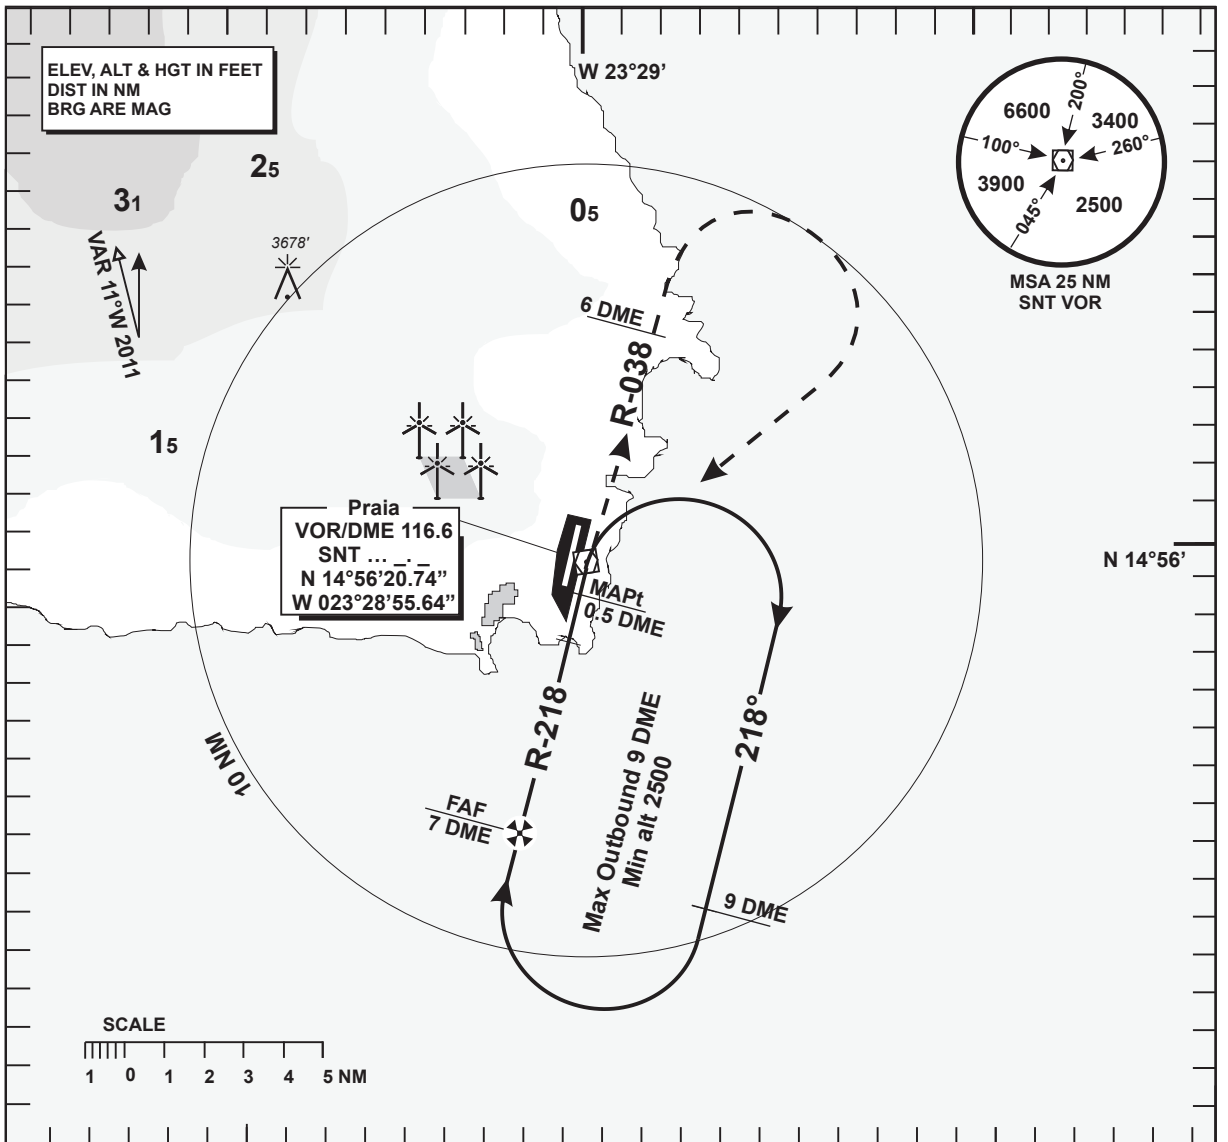 ELEV, ALT & HGT IN FEET
DIST IN NM
BRG ARE MAG
W 23°29’
6600
200°
3400
100°
260°
3900
2500
045°
MSA 25 NM
SNT VOR
25
31
05
15
3678'
VAR 11°W 2011
6 DME
R-038
Praia
VOR/DME 116.6
SNT ... _. _
N 14°56’20.74”
W 023°28’55.64”
MAPt
0.5 DME
N 14°56’
R-218
218°
Max Outbound 9 DME
Min alt 2500
10 NM
FAF
7 DME
9 DME
SCALE
1 0 1 2 3 4 5 NM